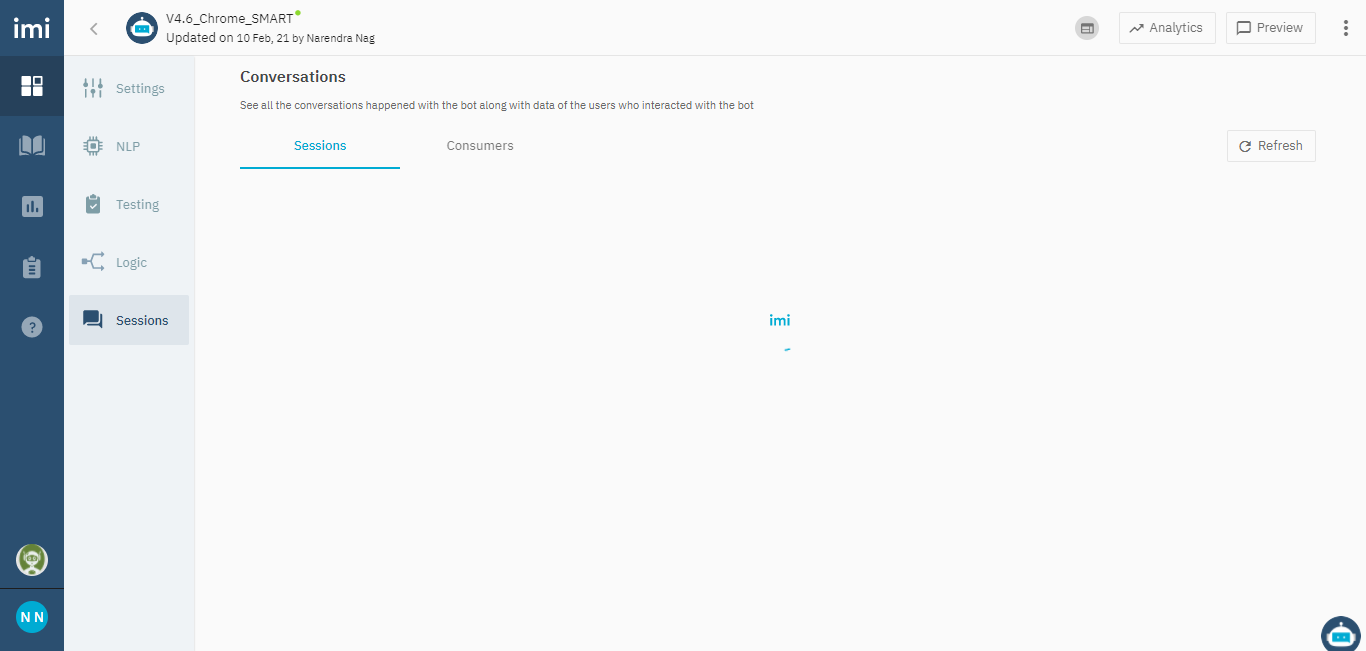 imi
V4.6_Chrome_SMART
Updated on 10 Feb, 21 by Narendra Nag
Analytics
Preview
Settings
NLP
Testing
Logic
Sessions
Conversations
See all the conversations happened with the bot along with data of the users who interacted with the bot
Sessions
Consumers
Refresh
imi
?
N N